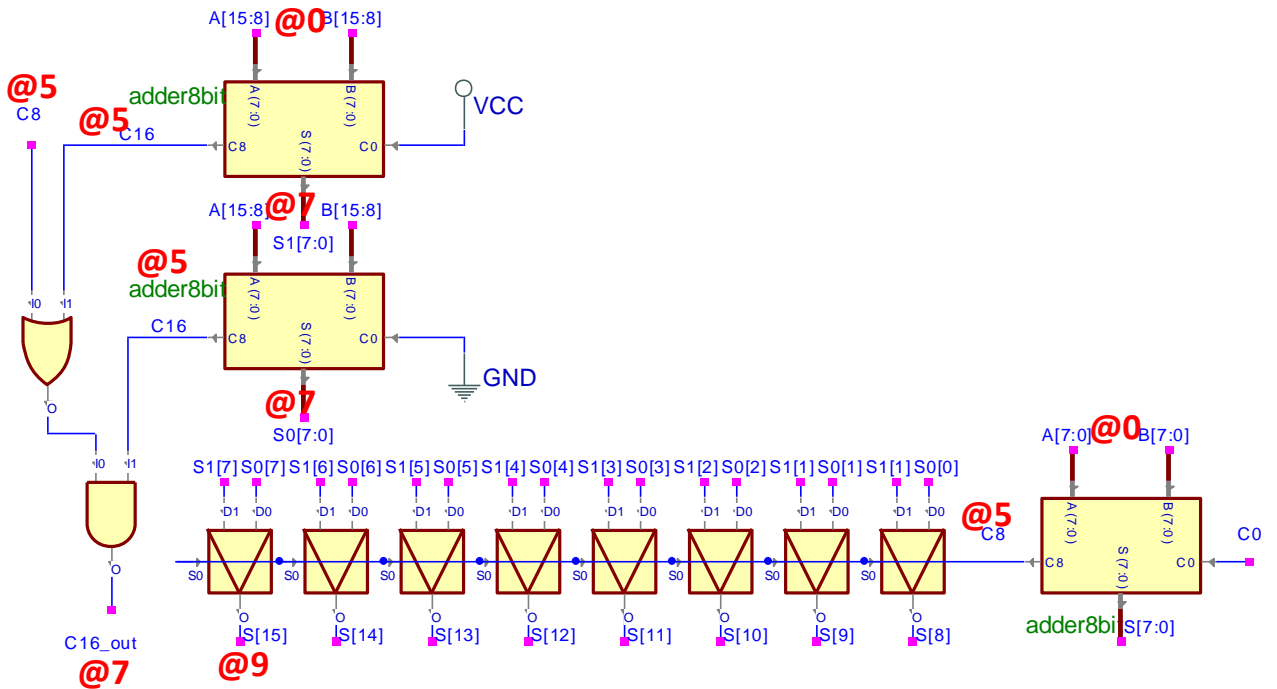 A[15:8] @0 B[15:8]
@5
C8
adder8bit
A(7:0)
B(7:0)
VCC
@5
C16
C8
S(7:0)
C0
@7
A[15:8] B[15:8]
S1[7:0]
@5
adder8bit
A(7:0)
B(7:0)
I0 I1
C16
C8
S(7:0)
C0
GND
@7
O
S0[7:0]
I0 I1
A[7:0] @0 B[7:0]
S1[7] S0[7] S1[6] S0[6] S1[5] S0[5] S1[4] S0[4] S1[3] S0[3] S1[2] S0[2] S1[1] S0[1] S1[1] S0[0]
D1 D0 D1 D0 D1 D0 D1 D0 D1 D0 D1 D0 D1 D0 D1 D0
@5
C8
A(7:0)
B(7:0)
C0
O
S0 S0 S0 S0 S0 S0 S0 S0
C8
S(7:0)
C0
O O O O O O O O
S[15] S[14] S[13] S[12] S[11] S[10] S[9] S[8]
adder8bit
S[7:0]
C16_out
@7
@9